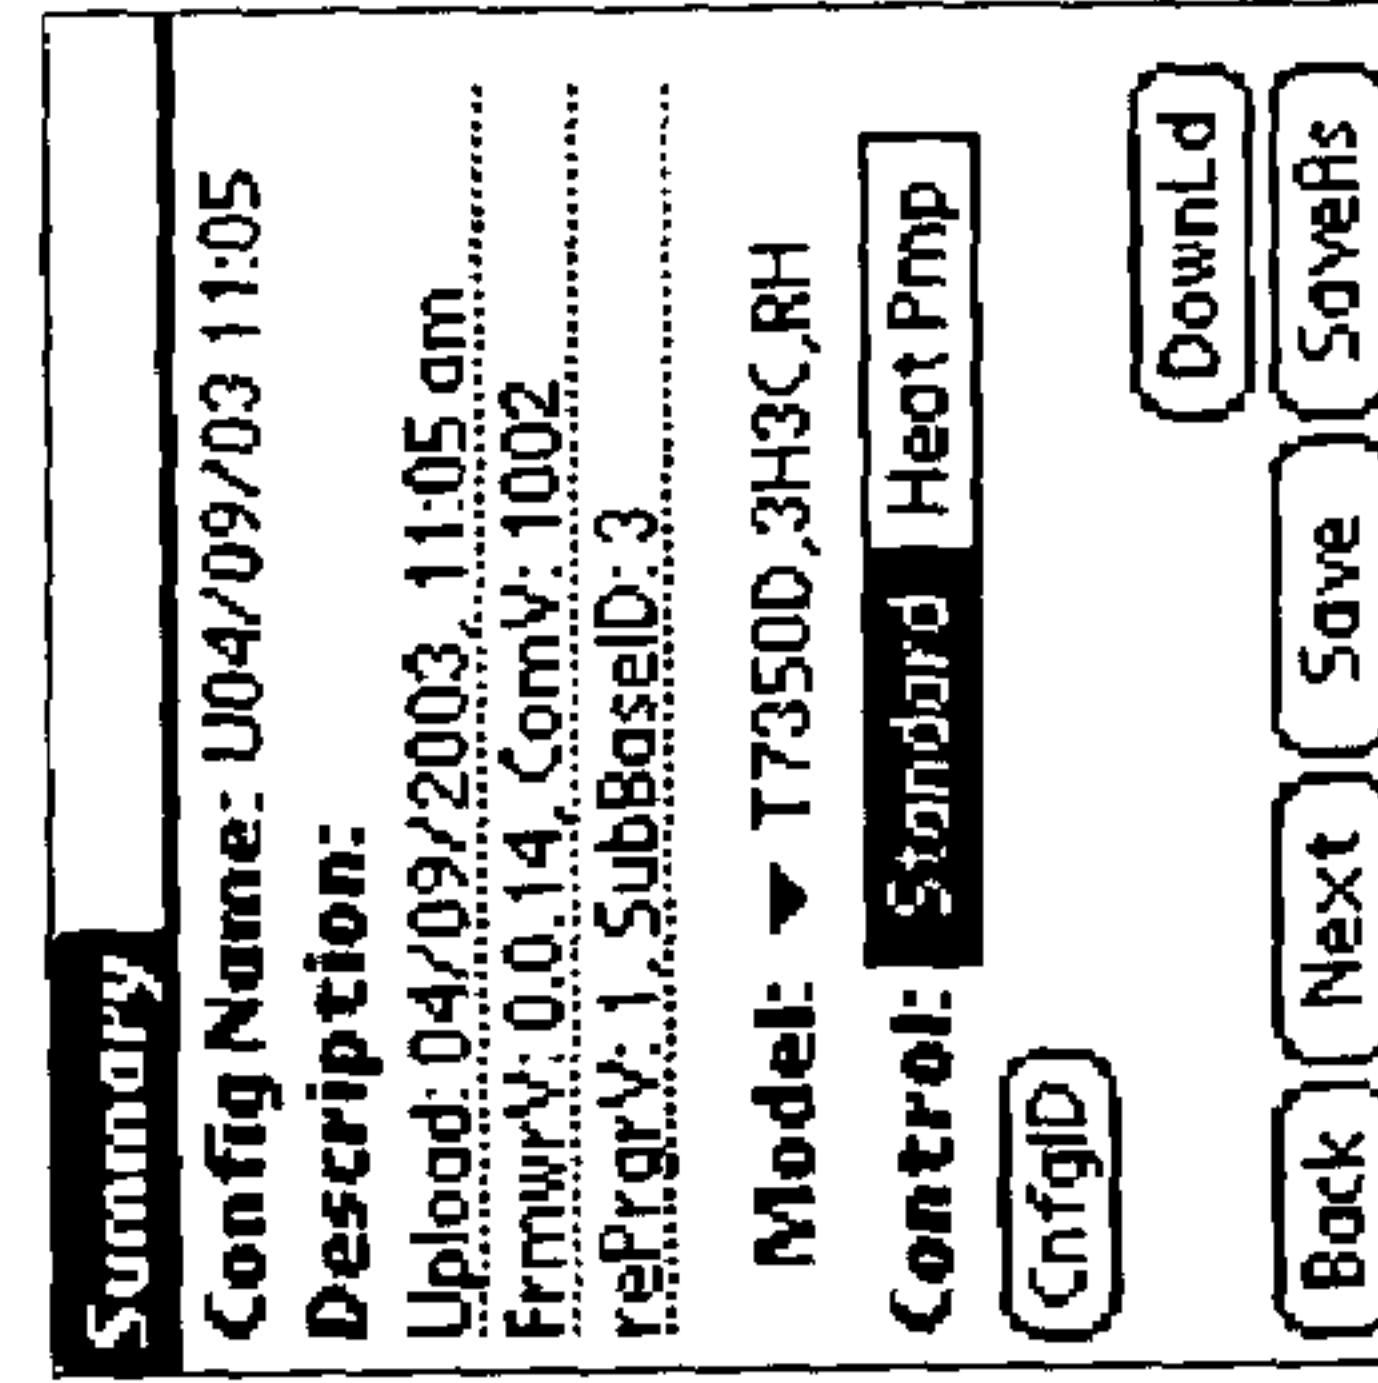 Summary
Config Name: U04/09/03 11:05
Description:
Upload: 04/09/2003, 11:05 am
FrmwrV: 0.0.14, ComV: 1002
rePrgrV: 1, SubBaseID: 3
Model: ▼ T7350D,3H3C,RH
Control: Standard Heat Pmp
CnfgID
DownLd
Back Next Save SaveAs